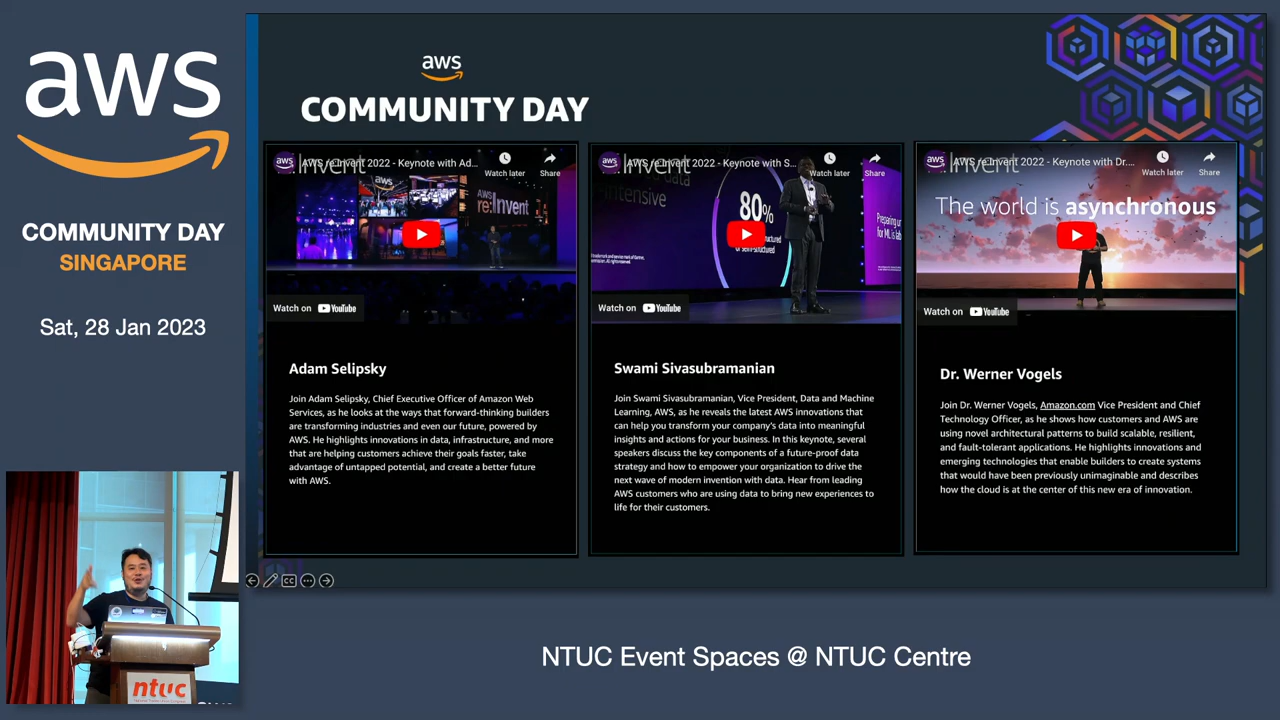 aws
COMMUNITY DAY
SINGAPORE
Sat, 28 Jan 2023
aws
COMMUNITY DAY
aws
AWS re:Invent 2022 - Keynote with Ad...
Watch later
Share
AWS
re:Invent
Watch on YouTube
Adam Selipsky
Join Adam Selipsky, Chief Executive Officer of Amazon Web
Services, as he looks at the ways that forward-thinking builders
are transforming industries and even our future, powered by
AWS. He highlights innovations in data, infrastructure, and more
that are helping customers achieve their goals faster, take
advantage of untapped potential, and create a better future
with AWS.
aws
AWS re:Invent 2022 - Keynote with S...
Watch later
Share
intensive
80%
Preparing
for ML is
Watch on YouTube
Swami Sivasubramanian
Join Swami Sivasubramanian, Vice President, Data and Machine
Learning, AWS, as he reveals the latest AWS innovations that
can help you transform your company's data into meaningful
insights and actions for your business. In this keynote, several
speakers discuss the key components of a future-proof data
strategy and how to empower your organization to drive the
next wave of modern invention with data. Hear from leading
AWS customers who are using data to bring new experiences to
life for their customers.
aws
AWS re:Invent 2022 - Keynote with Dr....
Watch later
Share
The world is asynchronous
Watch on YouTube
Dr. Werner Vogels
Join Dr. Werner Vogels, Amazon.com Vice President and Chief
Technology Officer, as he shows how customers and AWS are
using novel architectural patterns to build scalable, resilient,
and fault-tolerant applications. He highlights innovations and
emerging technologies that enable builders to create systems
that would have been previously unimaginable and describes
how the cloud is at the center of this new era of innovation.
CC
ntuc
NTUC Event Spaces @ NTUC Centre